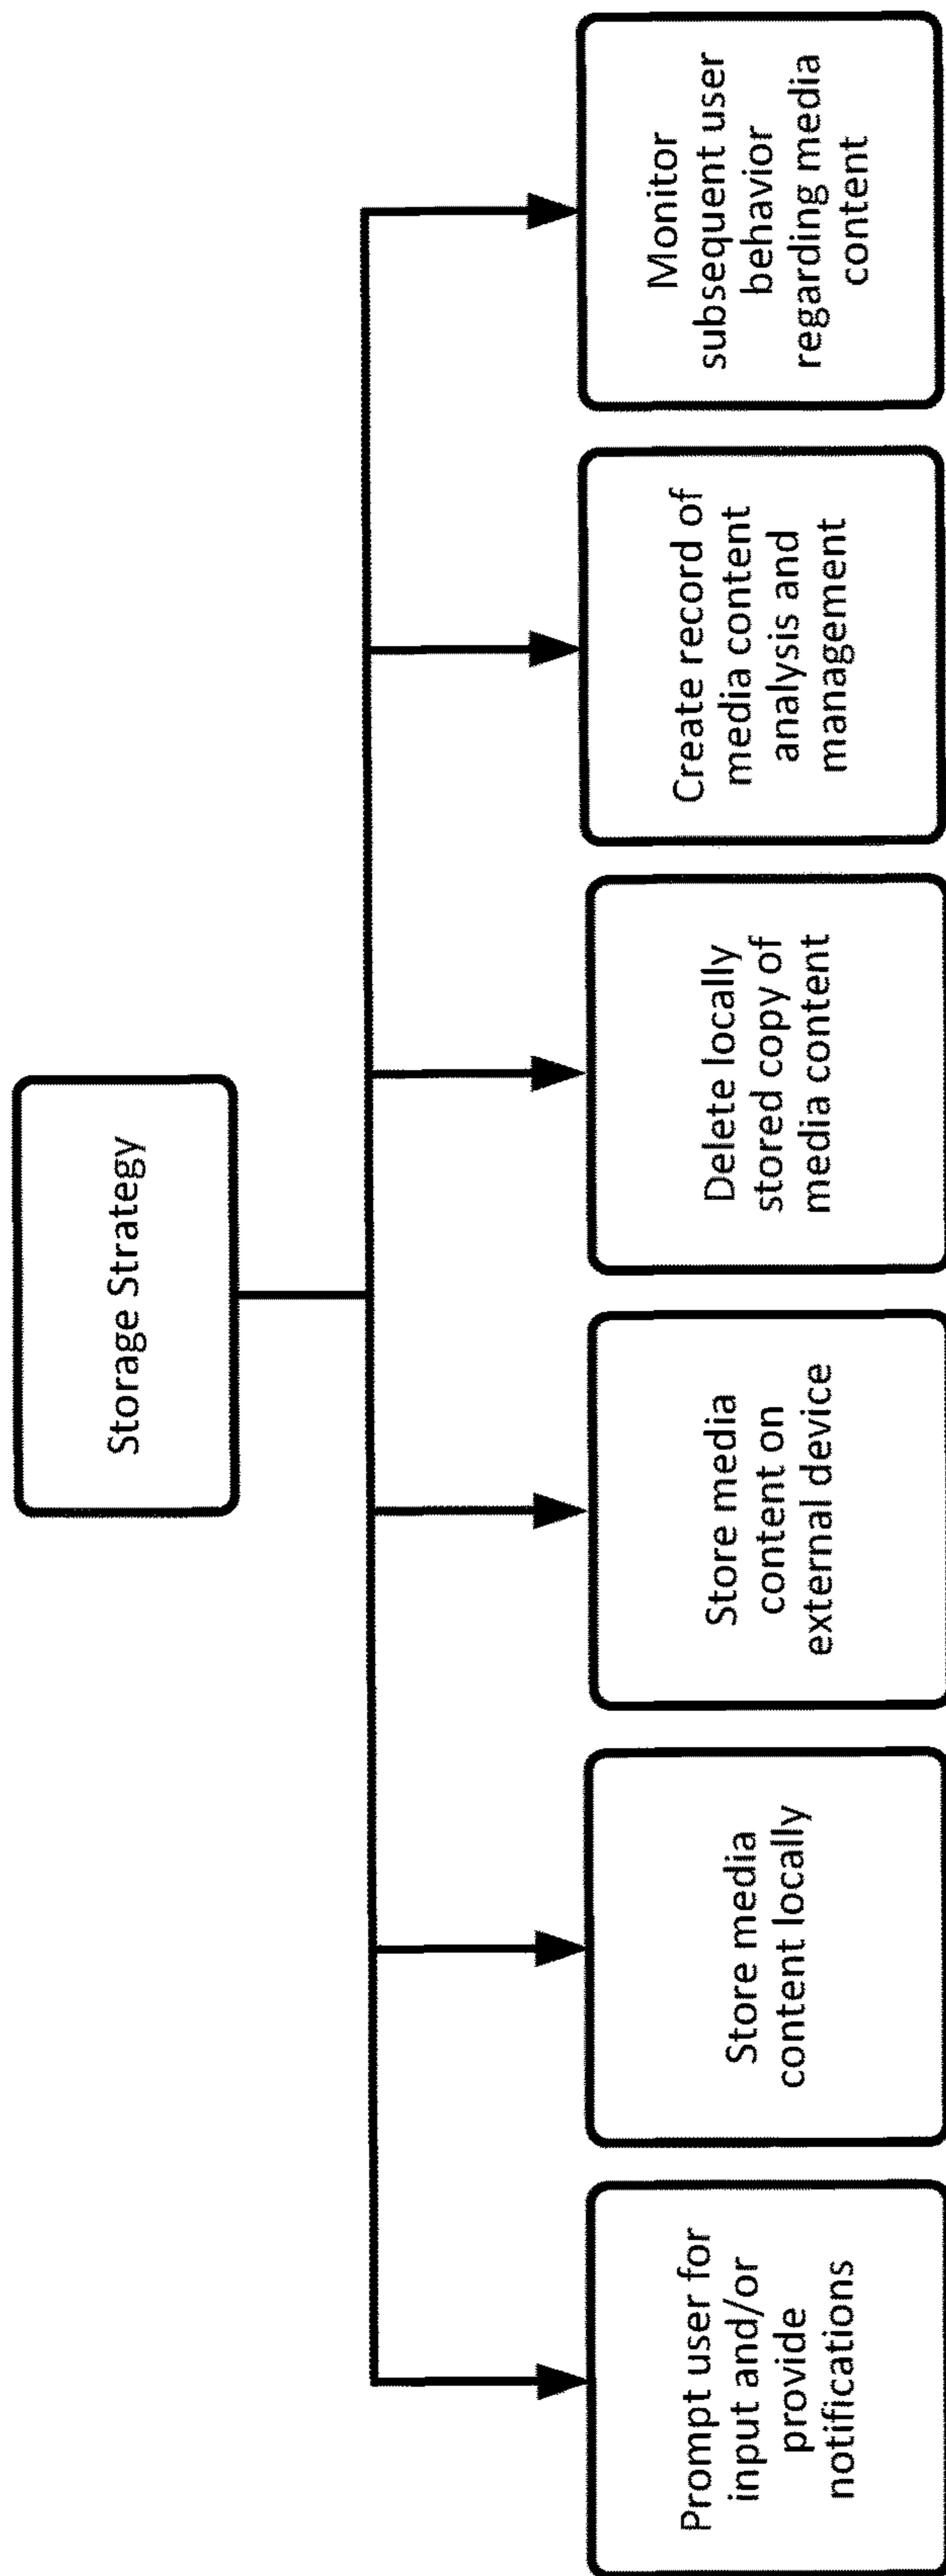 Storage Strategy
Prompt user for
input and/or
provide
notifications
Store media
content locally
Store media
content on
external device
Delete locally
stored copy of
media content
Create record of
media content
analysis and
management
Monitor
subsequent user
behavior
regarding media
content